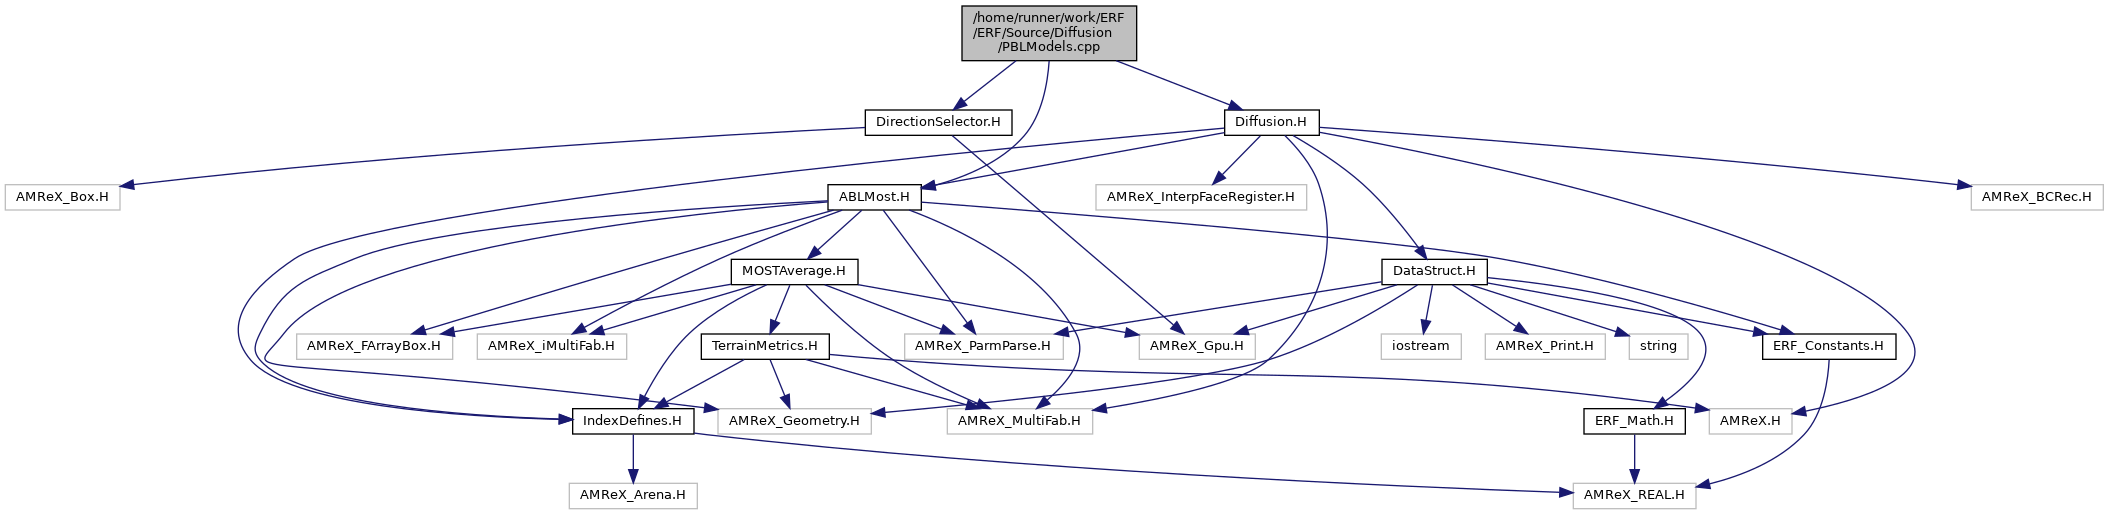 /home/runner/work/ERF
/ERF/Source/Diffusion
/PBLModels.cpp
DirectionSelector.H
Diffusion.H
AMReX_Box.H
ABLMost.H
AMReX_InterpFaceRegister.H
AMReX_BCRec.H
MOSTAverage.H
DataStruct.H
AMReX_FArrayBox.H
AMReX_iMultiFab.H
TerrainMetrics.H
AMReX_ParmParse.H
AMReX_Gpu.H
iostream
AMReX_Print.H
string
ERF_Constants.H
IndexDefines.H
AMReX_Geometry.H
AMReX_MultiFab.H
ERF_Math.H
AMReX.H
AMReX_Arena.H
AMReX_REAL.H